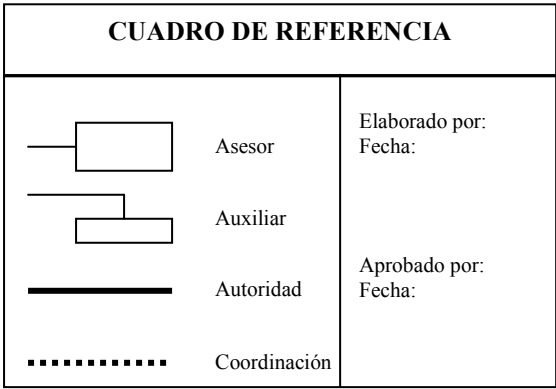 CUADRO DE REFERENCIA
Asesor
Auxiliar
Autoridad
Coordinación
Elaborado por:
Fecha:
Aprobado por:
Fecha: